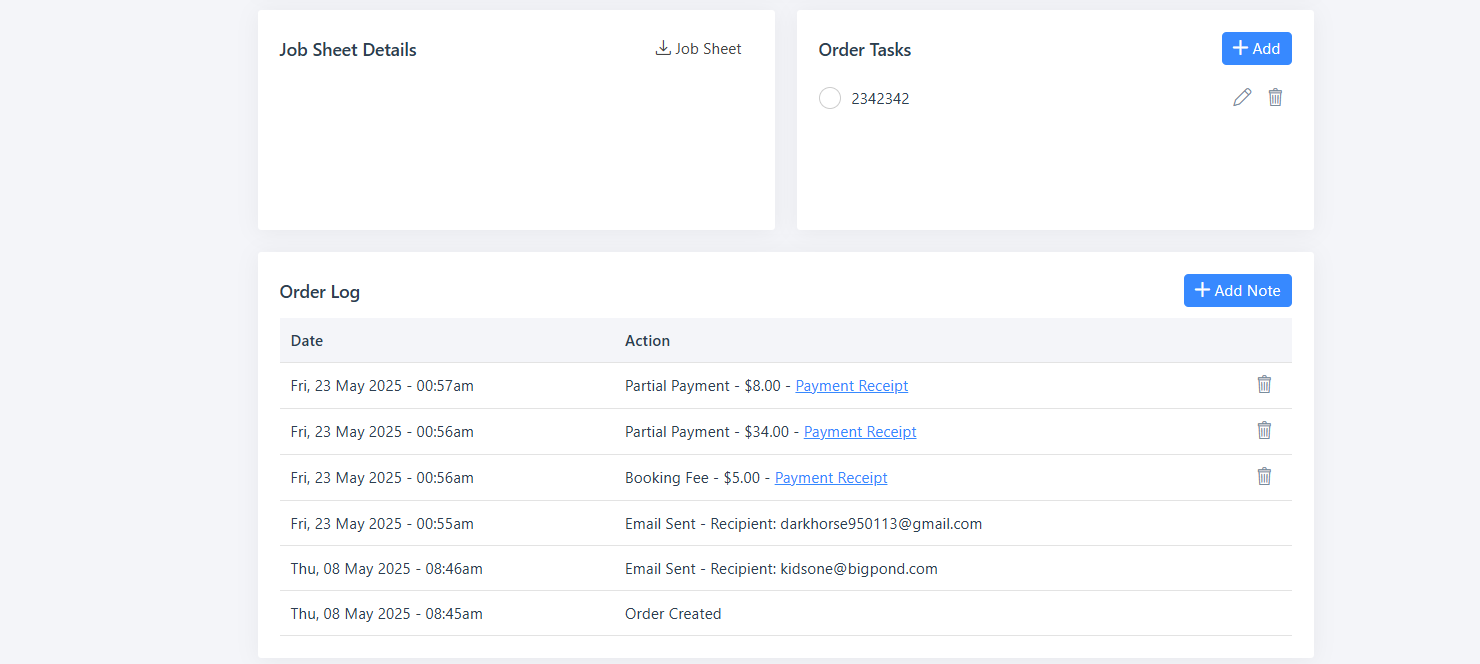 Job Sheet Details
Job Sheet
Order Tasks
Add
2342342
Order Log
Add Note
Date Action
Fri, 23 May 2025 - 00:57am Partial Payment - $8.00 - Payment Receipt
Fri, 23 May 2025 - 00:56am Partial Payment - $34.00 - Payment Receipt
Fri, 23 May 2025 - 00:56am Booking Fee - $5.00 - Payment Receipt
Fri, 23 May 2025 - 00:55am Email Sent - Recipient: darkhorse950113@gmail.com
Thu, 08 May 2025 - 08:46am Email Sent - Recipient: kidsone@bigpond.com
Thu, 08 May 2025 - 08:45am Order Created